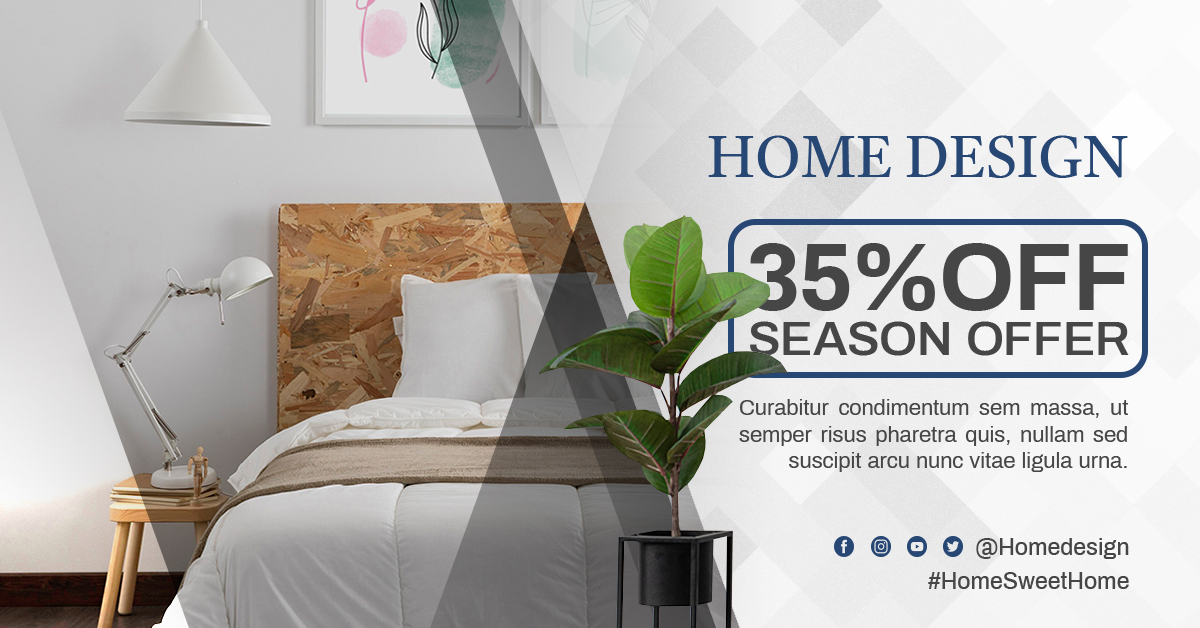 HOME DESIGN
35%OFF
SEASON OFFER
Curabitur condimentum sem massa, ut
semper risus pharetra quis, nullam sed
suscipit arcu nunc vitae ligula urna.
@Homedesign
#HomeSweetHome